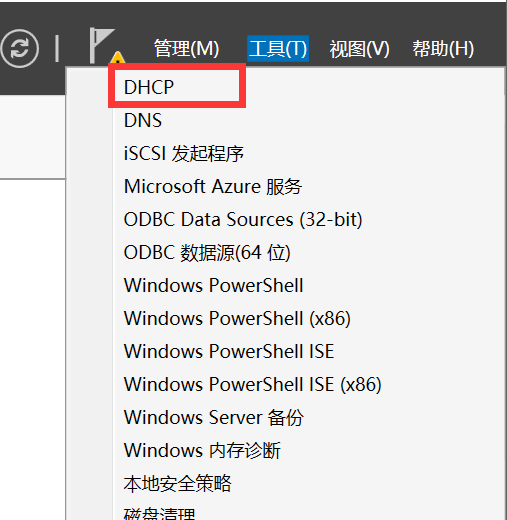 管理(M) 工具(T) 视图(V) 帮助(H)
DHCP
DNS
iSCSI 发起程序
Microsoft Azure 服务
ODBC Data Sources (32-bit)
ODBC 数据源(64 位)
Windows PowerShell
Windows PowerShell (x86)
Windows PowerShell ISE
Windows PowerShell ISE (x86)
Windows Server 备份
Windows 内存诊断
本地安全策略
磁盘清理